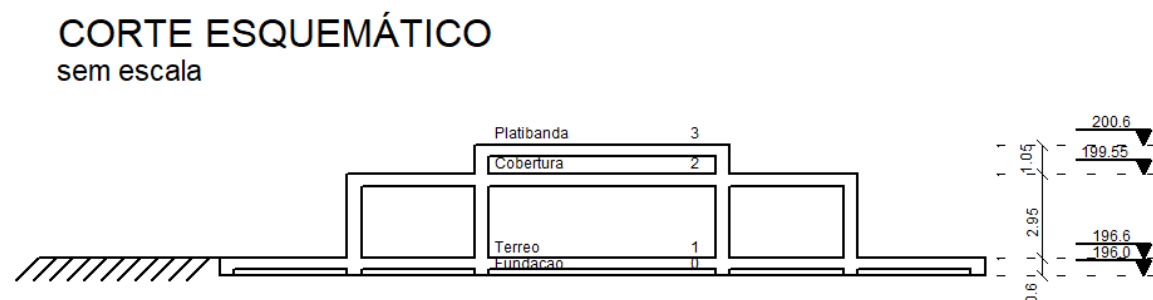 CORTE ESQUEMÁTICO
sem escala
Platibanda 3
Cobertura 2
Terreo 1
Fundacao 0
1.05
2.95
0.6
200.6
199.55
196.6
196.0